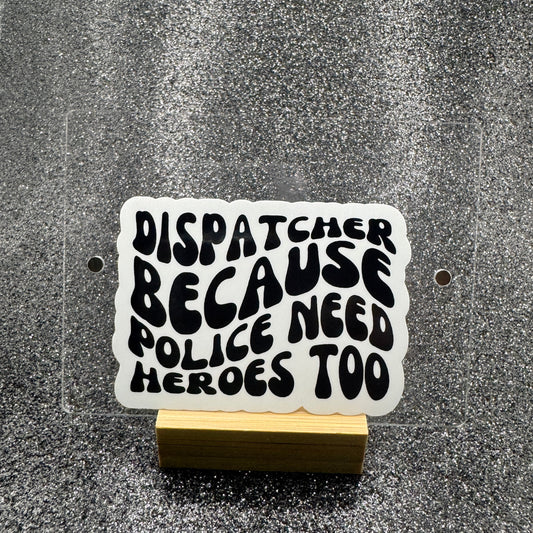 DISPATCHER
BECAUSE
POLICE NEED
HEROES TOO